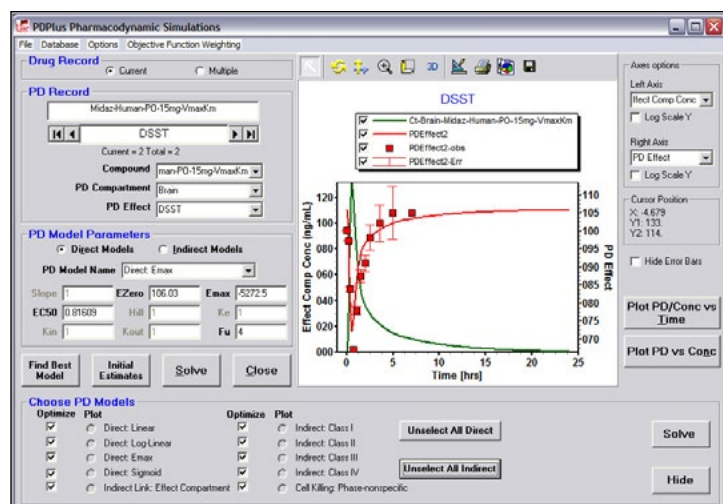 PDPlus Pharmacodynamic Simulations
File Database Options Objective Function Weighting
Drug Record
Current Multiple
PD Record
Midaz-Human-PO-15mg-VmaxKm
DSST
Current = 2 Total = 2
Compound man-PO-15mg-VmaxKm
PD Compartment Brain
PD Effect DSST
PD Model Parameters
Direct Models Indirect Models
PD Model Name Direct: Emax
Slope 1 EZero 106.03 Emax -5272.5
EC50 0.81609 Hill 1 Ke 1
Kin 1 Kout 1 Fu 4
Find Best Model
Initial Estimates
Solve
Close
3D
DSST
Ct-Brain-Midaz-Human-PO-15mg-VmaxKm
PDEffect2
PDEffect2-obs
PDEffect2-Err
Effect Comp Conc (ng/mL)
120
100
080
060
040
020
000
0 5 10 15 20 25
Time [hrs]
110
105
100
095
090
085
080
075
070
PD Effect
Axes options
Left Axis
ffect Comp Conc
Log Scale Y
Right Axis
PD Effect
Log Scale Y
Cursor Position
X: -4.679
Y1: 133.
Y2: 114.
Hide Error Bars
Plot PD/Conc vs Time
Plot PD vs Conc
Choose PD Models
Optimize Plot Optimize Plot
Direct: Linear Indirect: Class I
Direct: Log-Linear Indirect: Class II
Direct: Emax Indirect: Class III
Direct: Sigmoid Indirect: Class IV
Indirect Link: Effect Compartment Cell Killing: Phase-nonspecific
Unselect All Direct
Unselect All Indirect
Solve
Hide